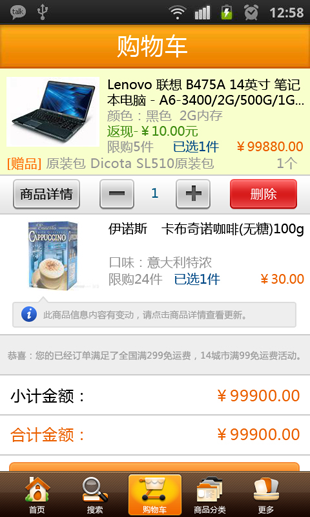 talk
12:58
购物车
Lenovo 联想 B475A 14英寸 笔记
本电脑 - A6-3400/2G/500G/1G...
颜色：黑色 2G内存
返现-￥10.00元
限购5件 已选1件 ￥99880.00
[赠品] 原装包 Dicota SL510原装包 1个
商品详情 1 删除
CAPPUCCINO
伊诺斯 卡布奇诺咖啡(无糖)100g
口味：意大利特浓
限购24件 已选1件 ￥30.00
此商品信息内容有变动，请点击商品详情查看更新。
恭喜：您的已经订单满足了全国满299免运费，14城市满99免运费活动。
小计金额： ￥99900.00
合计金额： ￥99900.00
首页 搜索 购物车 商品分类 更多